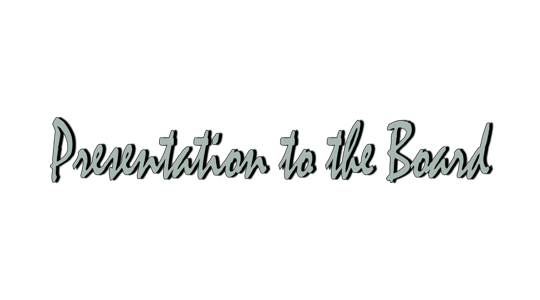 Presentation to the Board